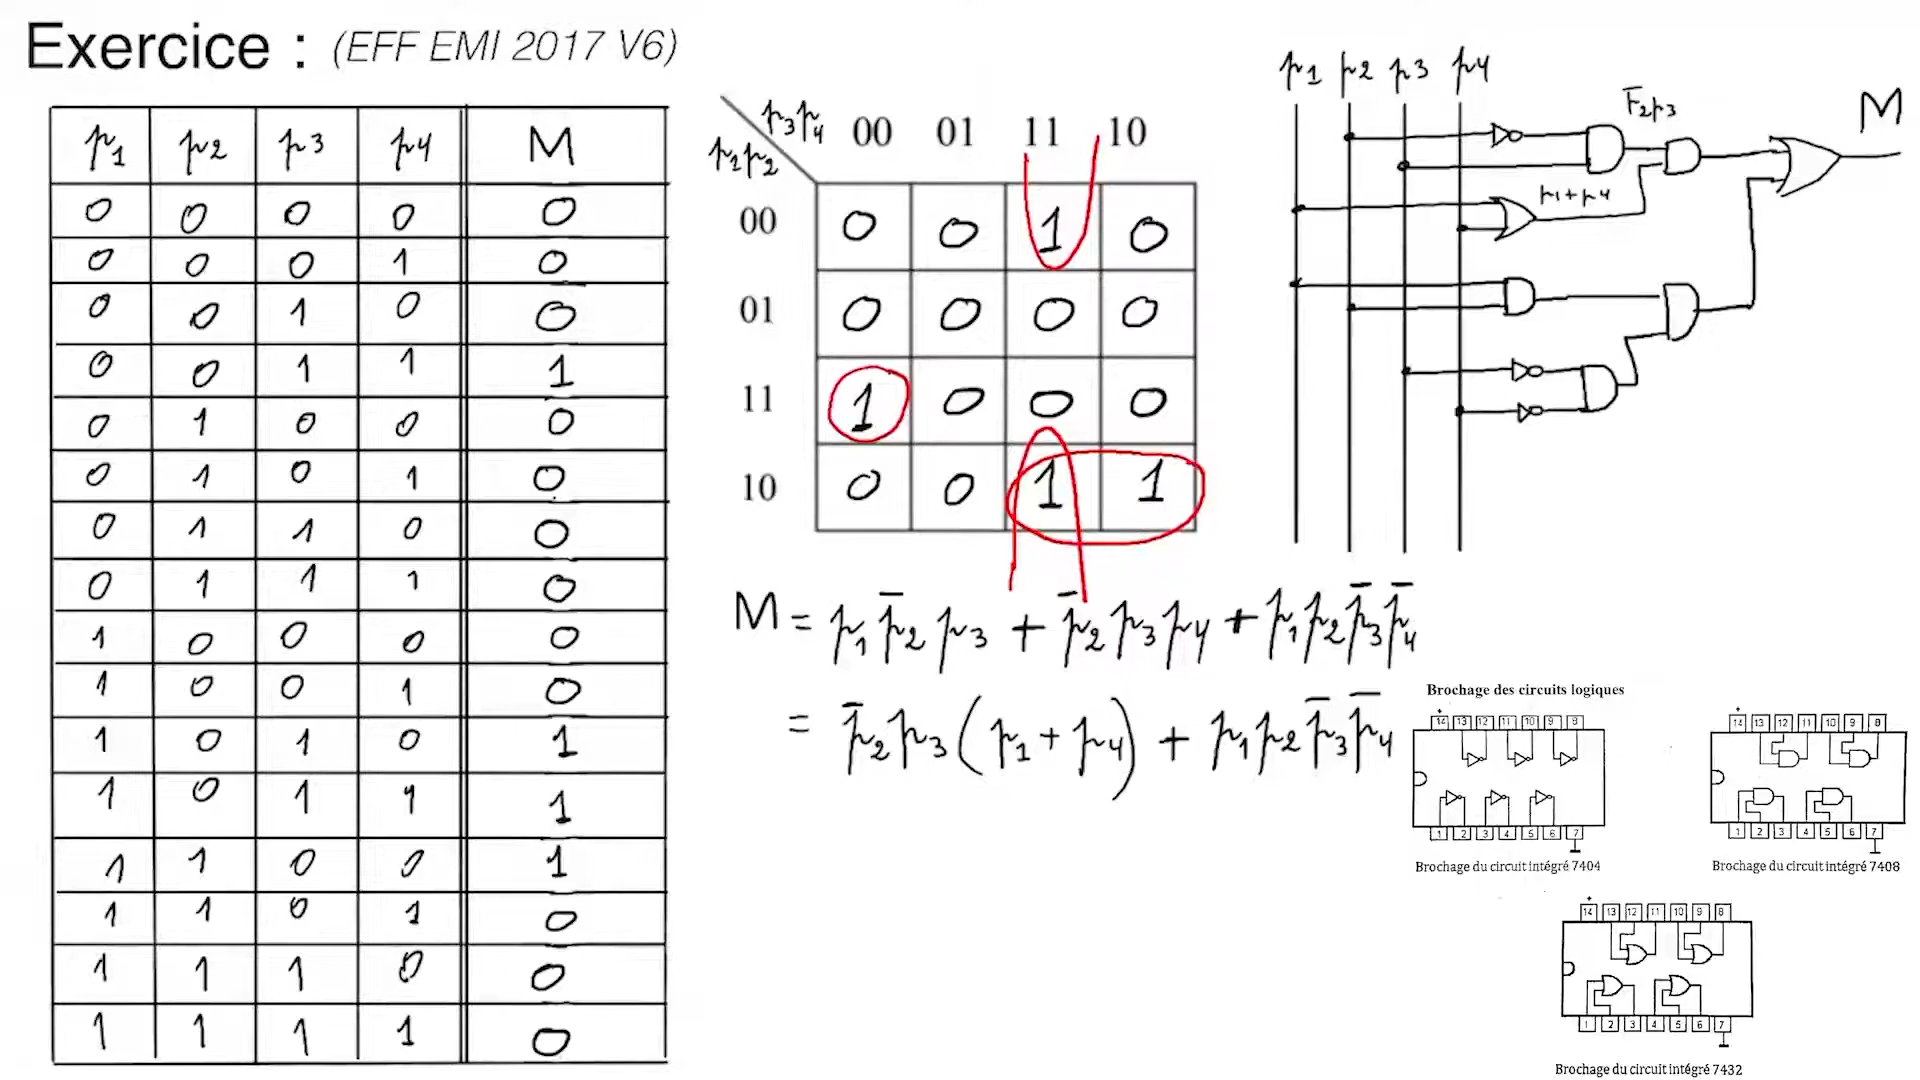 Exercice : (EFF EMI 2017 V6)
p1 p2 p3 p4 M
0 0 0 0 0
0 0 0 1 0
0 0 1 0 0
0 0 1 1 1
0 1 0 0 0
0 1 0 1 0
0 1 1 0 0
0 1 1 1 0
1 0 0 0 0
1 0 0 1 0
1 0 1 0 1
1 0 1 1 1
1 1 0 0 1
1 1 0 1 0
1 1 1 0 0
1 1 1 1 0
p3p4 00 01 11 10
p1p2
00 0 0 1 0
01 0 0 0 0
11 1 0 0 0
10 0 0 1 1
M = p1p̄2p3 + p̄2p3p4 + p1p2p̄3p̄4
= p̄2p3(p1+p4) + p1p2p̄3p̄4
p1 p2 p3 p4
p̄2p3
M
p1+p4
Brochage des circuits logiques
14 13 12 11 10 9 8
1 2 3 4 5 6 7
Brochage du circuit intégré 7404
14 13 12 11 10 9 8
1 2 3 4 5 6 7
Brochage du circuit intégré 7408
14 13 12 11 10 9 8
1 2 3 4 5 6 7
Brochage du circuit intégré 7432